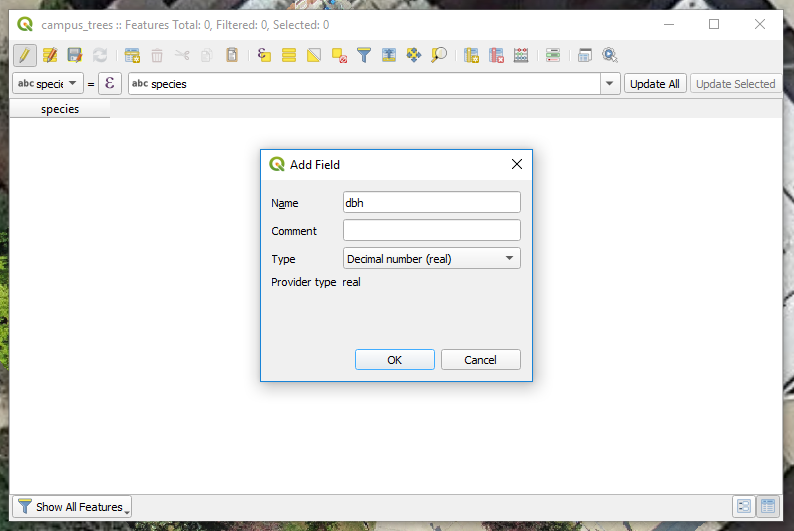 campus_trees :: Features Total: 0, Filtered: 0, Selected: 0
abc specie = ε abc species Update All Update Selected
species
Add Field
Name dbh
Comment
Type Decimal number (real)
Provider type real
OK Cancel
Show All Features